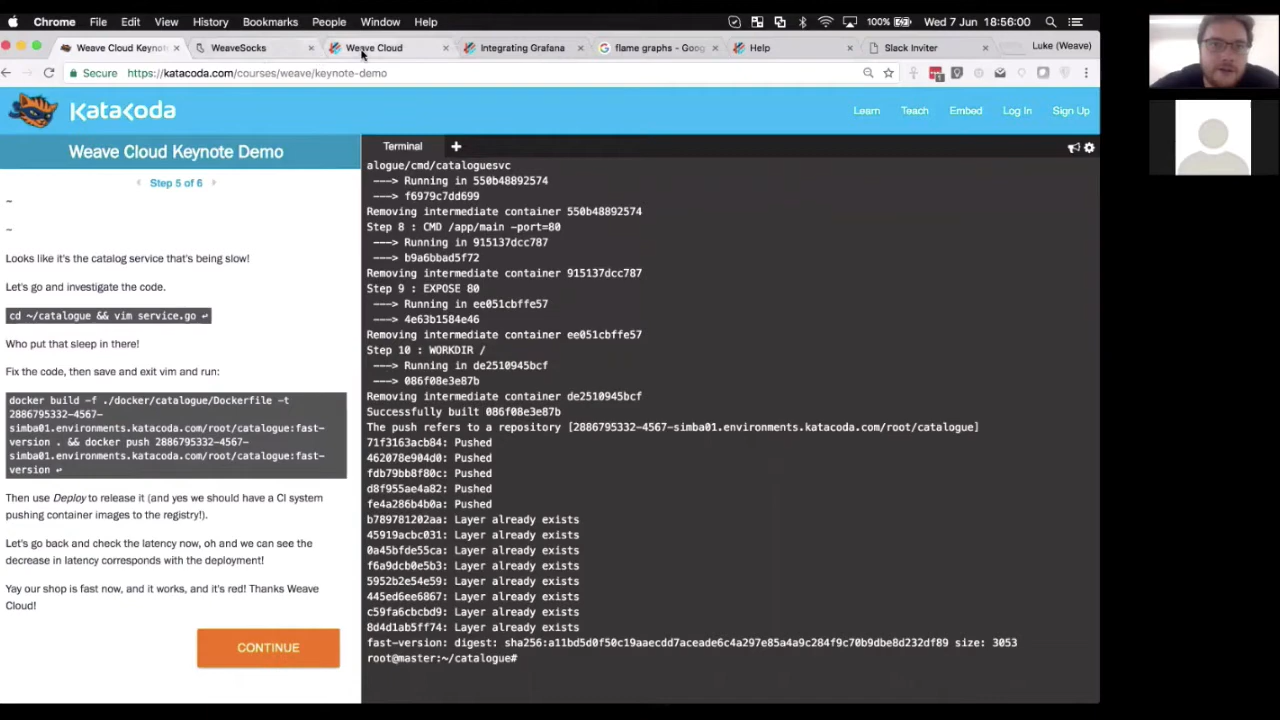 Chrome File Edit View History Bookmarks People Window Help 100% Wed 7 Jun 18:56:00
Weave Cloud Keynote WeaveSocks Weave Cloud Integrating Grafana flame graphs - Goog Help Slack Inviter Luke (Weave)
Secure https://katacoda.com/courses/weave/keynote-demo
KataKoda Learn Teach Embed Log In Sign Up
Weave Cloud Keynote Demo
Step 5 of 6
~
~
Looks like it's the catalog service that's being slow!
Let's go and investigate the code.
cd ~/catalogue && vim service.go ↵
Who put that sleep in there!
Fix the code, then save and exit vim and run:
docker build -f ./docker/catalogue/Dockerfile -t
2886795332-4567-
simba01.environments.katacoda.com/root/catalogue:fast-
version . && docker push 2886795332-4567-
simba01.environments.katacoda.com/root/catalogue:fast-
version ↵
Then use Deploy to release it (and yes we should have a CI system
pushing container images to the registry!).
Let's go back and check the latency now, oh and we can see the
decrease in latency corresponds with the deployment!
Yay our shop is fast now, and it works, and it's red! Thanks Weave
Cloud!
CONTINUE
Terminal +
alogue/cmd/cataloguesvc
---> Running in 550b48892574
---> f6979c7dd699
Removing intermediate container 550b48892574
Step 8 : CMD /app/main -port=80
---> Running in 915137dcc787
---> b9a6bbad5f72
Removing intermediate container 915137dcc787
Step 9 : EXPOSE 80
---> Running in ee051cbffe57
---> 4e63b1584e46
Removing intermediate container ee051cbffe57
Step 10 : WORKDIR /
---> Running in de2510945bcf
---> 086f08e3e87b
Removing intermediate container de2510945bcf
Successfully built 086f08e3e87b
The push refers to a repository [2886795332-4567-simba01.environments.katacoda.com/root/catalogue]
71f3163acb84: Pushed
462078e904d0: Pushed
fdb79bb8f80c: Pushed
d8f955ae4a82: Pushed
fe4a286b4b0a: Pushed
b789781202aa: Layer already exists
45919acbc031: Layer already exists
0a45bfde55ca: Layer already exists
f6a9dcb0e5b3: Layer already exists
5952b2e54e59: Layer already exists
445ed6ee6867: Layer already exists
c59fa6cbcbd9: Layer already exists
8d4d1ab5ff74: Layer already exists
fast-version: digest: sha256:a11bd5d0f50c19aaecdd7aceade6c4a297e85a4a9c284f9c70b9dbe8d232df89 size: 3053
root@master:~/catalogue#